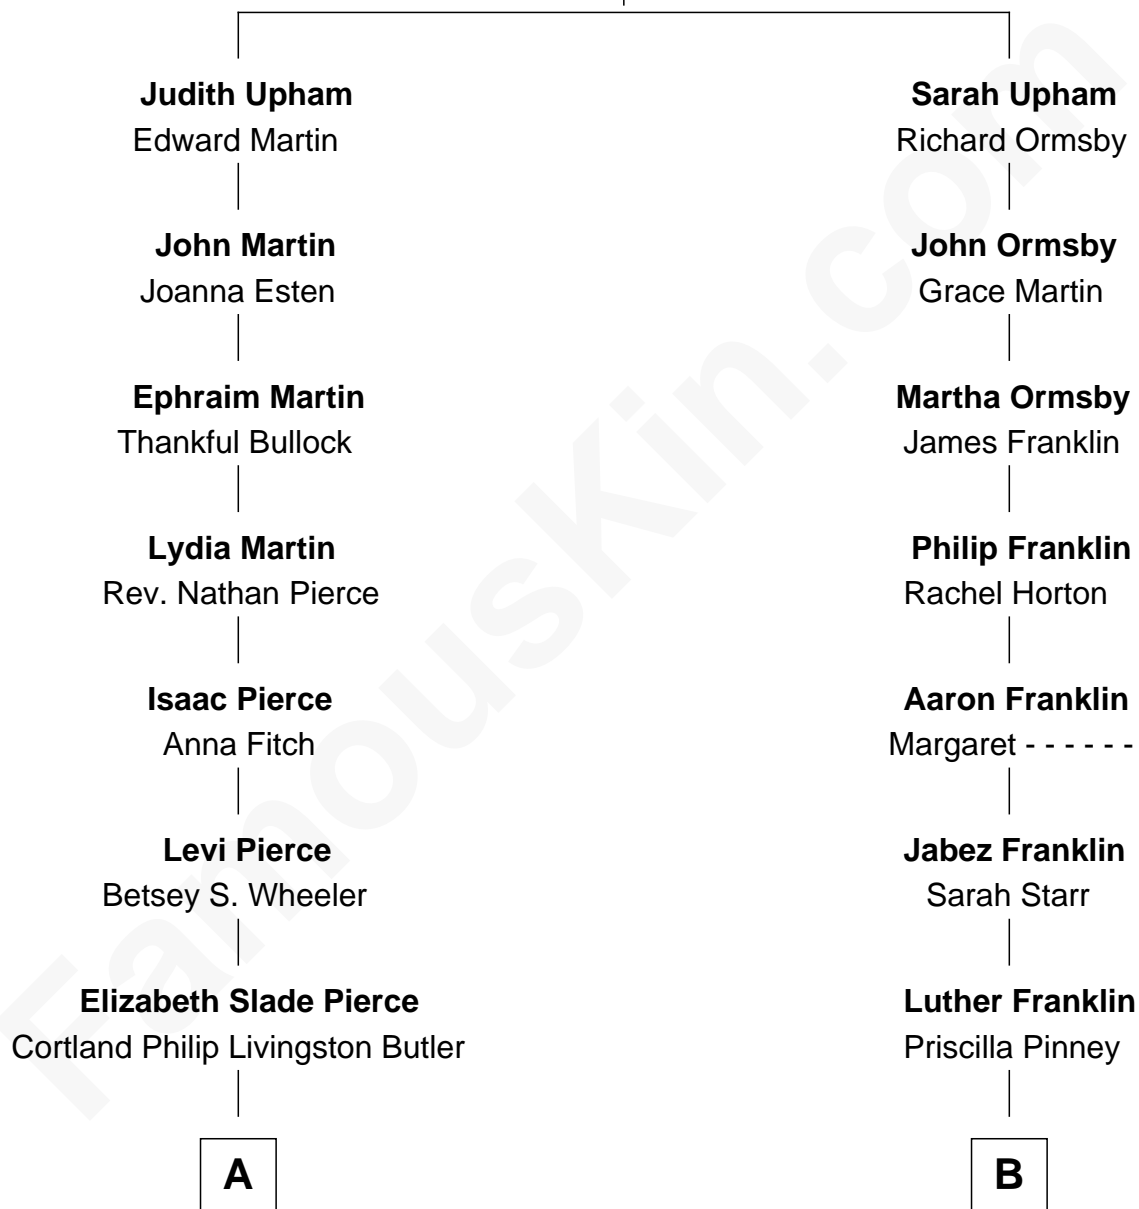 Judith Upham
Edward Martin
John Martin
Joanna Esten
Ephraim Martin
Thankful Bullock
Lydia Martin
Rev. Nathan Pierce
Isaac Pierce
Anna Fitch
Levi Pierce
Betsey S. Wheeler
Elizabeth Slade Pierce
Cortland Philip Livingston Butler
A
Sarah Upham
Richard Ormsby
John Ormsby
Grace Martin
Martha Ormsby
James Franklin
Philip Franklin
Rachel Horton
Aaron Franklin
Margaret - - - - - -
Jabez Franklin
Sarah Starr
Luther Franklin
Priscilla Pinney
B
FamousKin.com